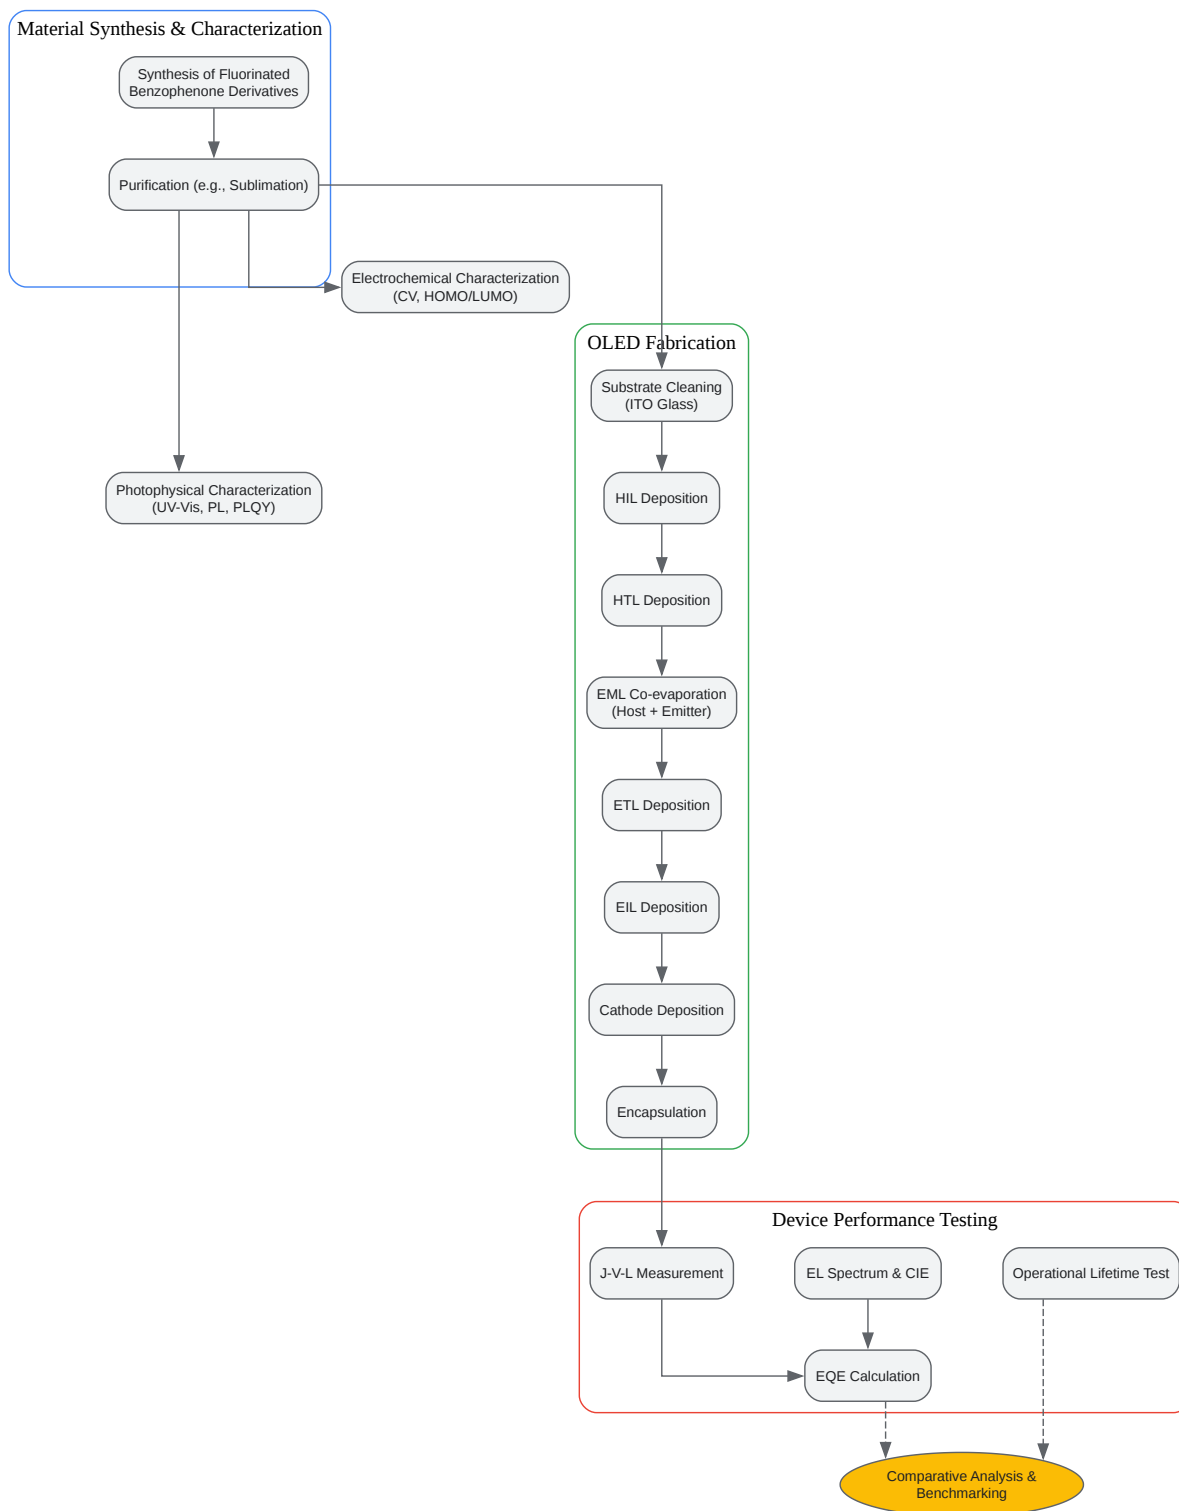 Material Synthesis & Characterization
Synthesis of Fluorinated
Benzophenone Derivatives
Purification (e.g., Sublimation)
Electrochemical Characterization
(CV, HOMO/LUMO)
OLED Fabrication
Substrate Cleaning
(ITO Glass)
HIL Deposition
Photophysical Characterization
(UV-Vis, PL, PLQY)
HTL Deposition
EML Co-evaporation
(Host + Emitter)
ETL Deposition
EIL Deposition
Cathode Deposition
Encapsulation
Device Performance Testing
J-V-L Measurement
EL Spectrum & CIE
Operational Lifetime Test
EQE Calculation
Comparative Analysis &
Benchmarking